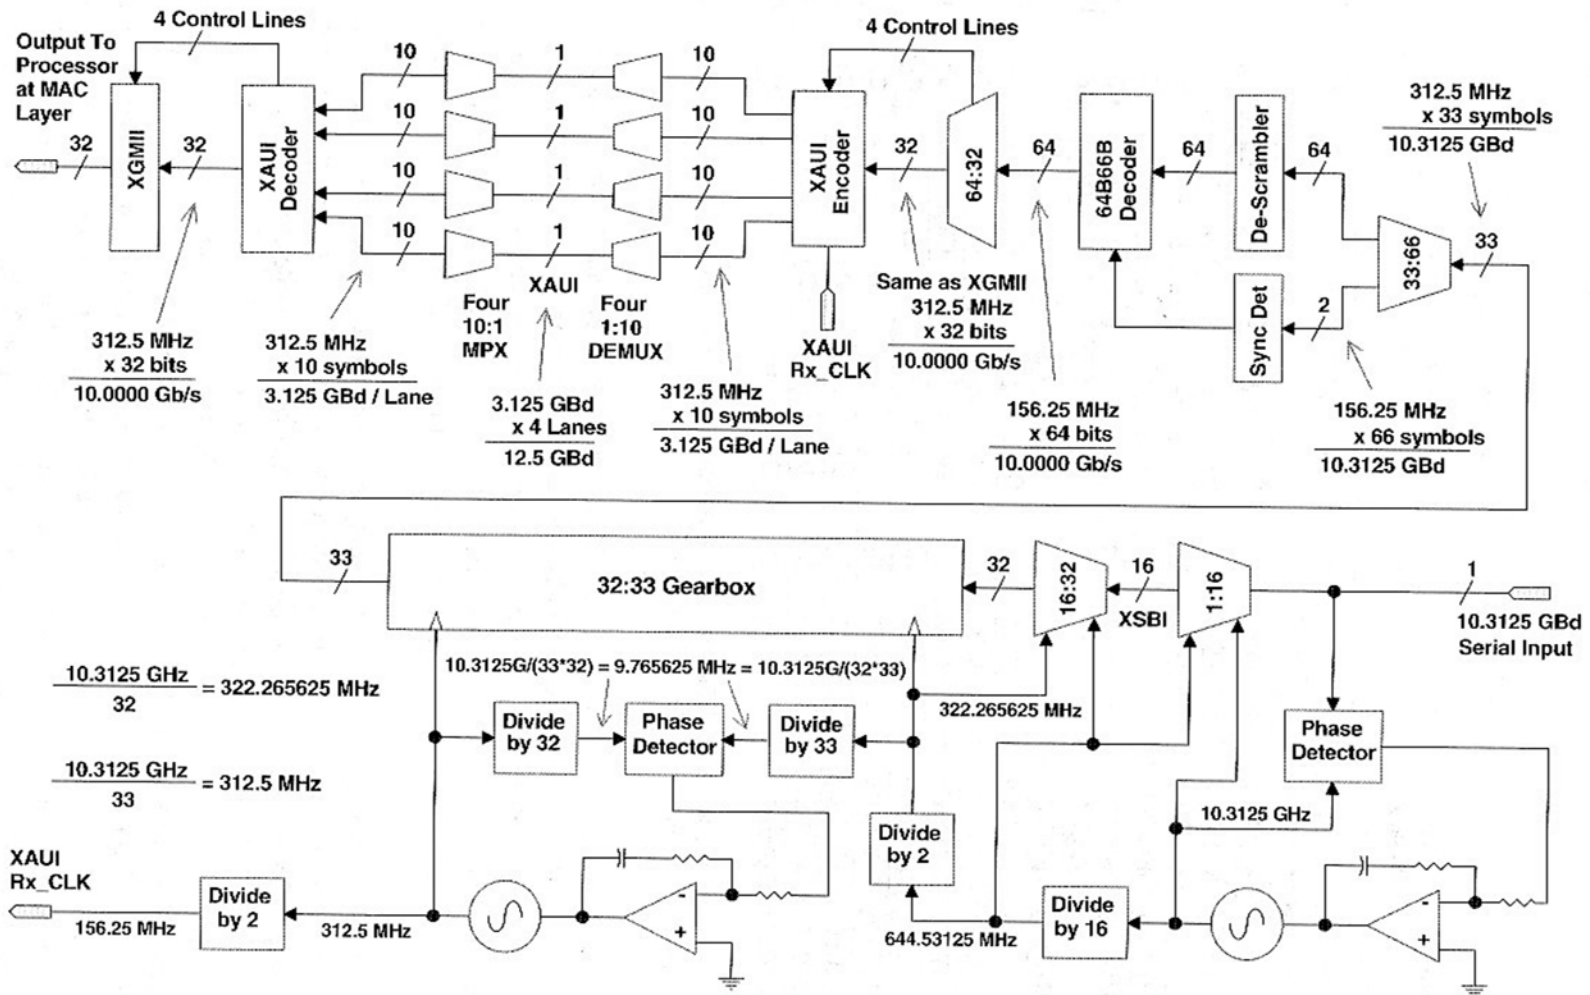 4 Control Lines
Output To
Processor
at MAC
Layer
32
XGMII
32
XAUI
Decoder
10
1
10
10
1
10
10
1
10
10
1
10
XAUI
Four
10:1
MPX
Four
1:10
DEMUX
4 Control Lines
XAUI
Encoder
32
64:32
64
64B66B
Decoder
64
De-Scrambler
64
Sync Det
2
33:66
33
312.5 MHz
x 33 symbols
10.3125 GBd
312.5 MHz
x 32 bits
10.0000 Gb/s
312.5 MHz
x 10 symbols
3.125 GBd / Lane
3.125 GBd
x 4 Lanes
12.5 GBd
312.5 MHz
x 10 symbols
3.125 GBd / Lane
XAUI
Rx_CLK
Same as XGMII
312.5 MHz
x 32 bits
10.0000 Gb/s
156.25 MHz
x 64 bits
10.0000 Gb/s
156.25 MHz
x 66 symbols
10.3125 GBd
33
32:33 Gearbox
32
16:32
16
XSBI
1:16
1
10.3125 GBd
Serial Input
10.3125G/(33*32) = 9.765625 MHz = 10.3125G/(32*33)
10.3125 GHz
32
= 322.265625 MHz
10.3125 GHz
33
= 312.5 MHz
Divide
by 32
Phase
Detector
Divide
by 33
322.265625 MHz
Phase
Detector
10.3125 GHz
Divide
by 2
XAUI
Rx_CLK
156.25 MHz
Divide
by 2
312.5 MHz
-
+
644.53125 MHz
Divide
by 16
-
+